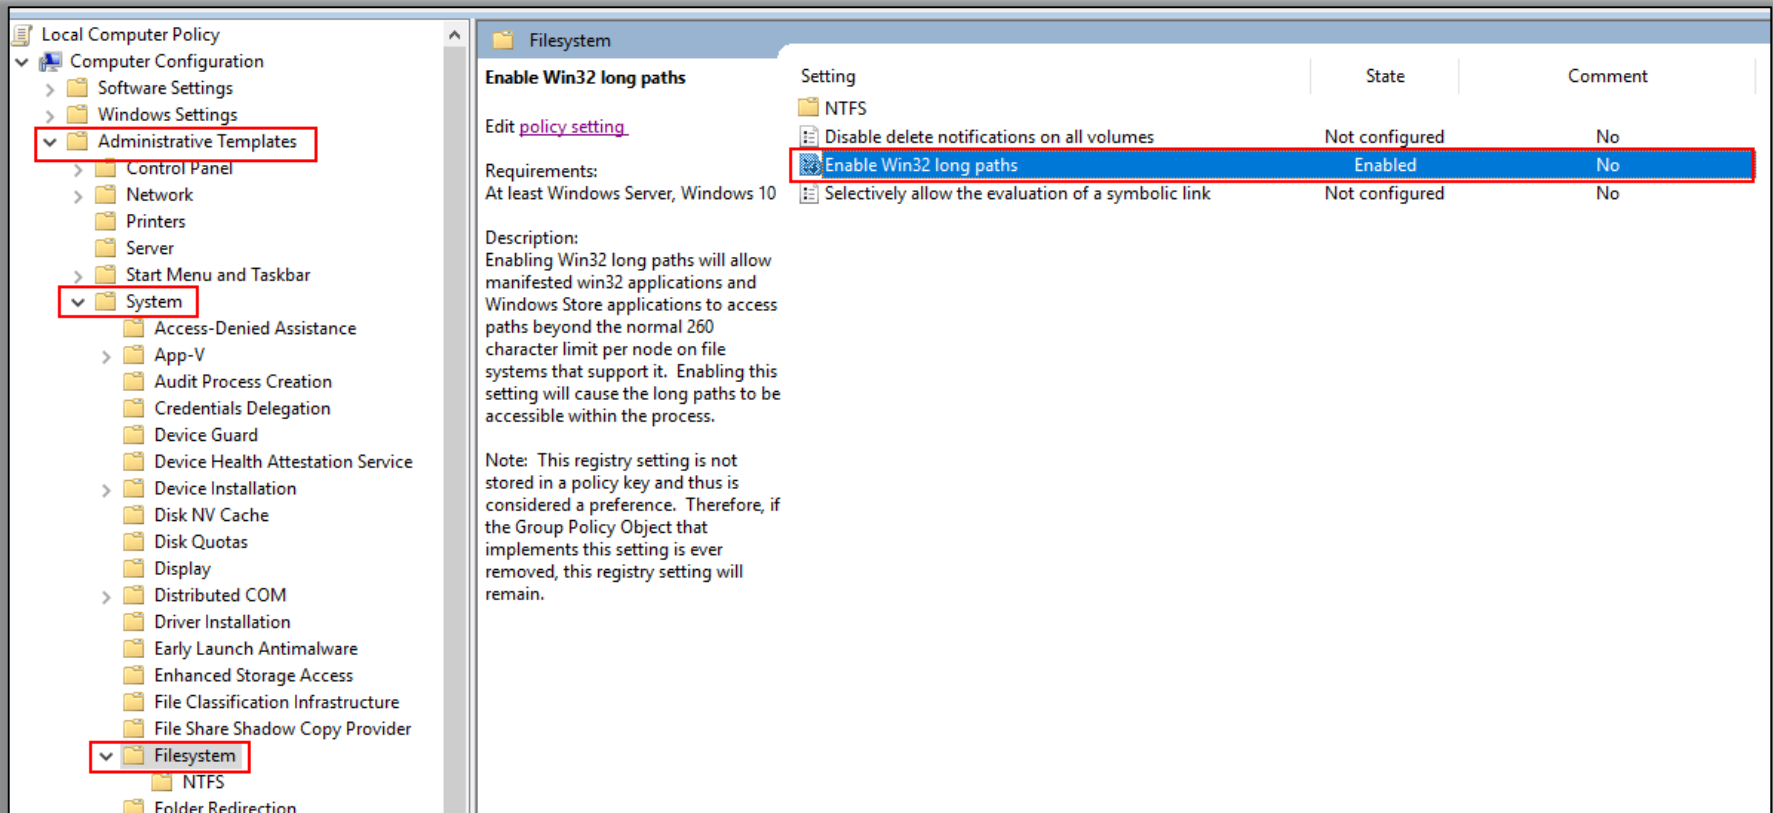 Local Computer Policy
Computer Configuration
Software Settings
Windows Settings
Administrative Templates
Control Panel
Network
Printers
Server
Start Menu and Taskbar
System
Access-Denied Assistance
App-V
Audit Process Creation
Credentials Delegation
Device Guard
Device Health Attestation Service
Device Installation
Disk NV Cache
Disk Quotas
Display
Distributed COM
Driver Installation
Early Launch Antimalware
Enhanced Storage Access
File Classification Infrastructure
File Share Shadow Copy Provider
Filesystem
NTFS
Folder Redirection
Filesystem
Enable Win32 long paths
Edit policy setting
Requirements:
At least Windows Server, Windows 10
Description:
Enabling Win32 long paths will allow
manifested win32 applications and
Windows Store applications to access
paths beyond the normal 260
character limit per node on file
systems that support it.  Enabling this
setting will cause the long paths to be
accessible within the process.
Note:  This registry setting is not
stored in a policy key and thus is
considered a preference.  Therefore, if
the Group Policy Object that
implements this setting is ever
removed, this registry setting will
remain.
Setting State Comment
NTFS
Disable delete notifications on all volumes Not configured No
Enable Win32 long paths Enabled No
Selectively allow the evaluation of a symbolic link Not configured No